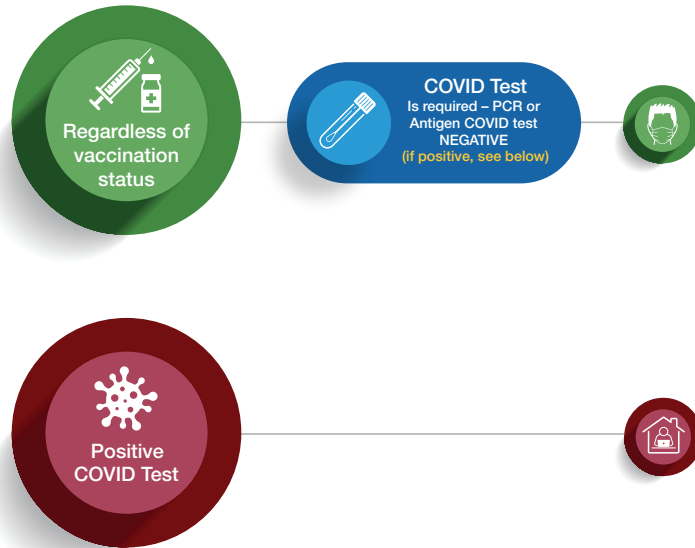 Regardless of
vaccination
status
COVID Test
Is required – PCR or
Antigen COVID test
NEGATIVE
(if positive, see below)
Positive
COVID Test